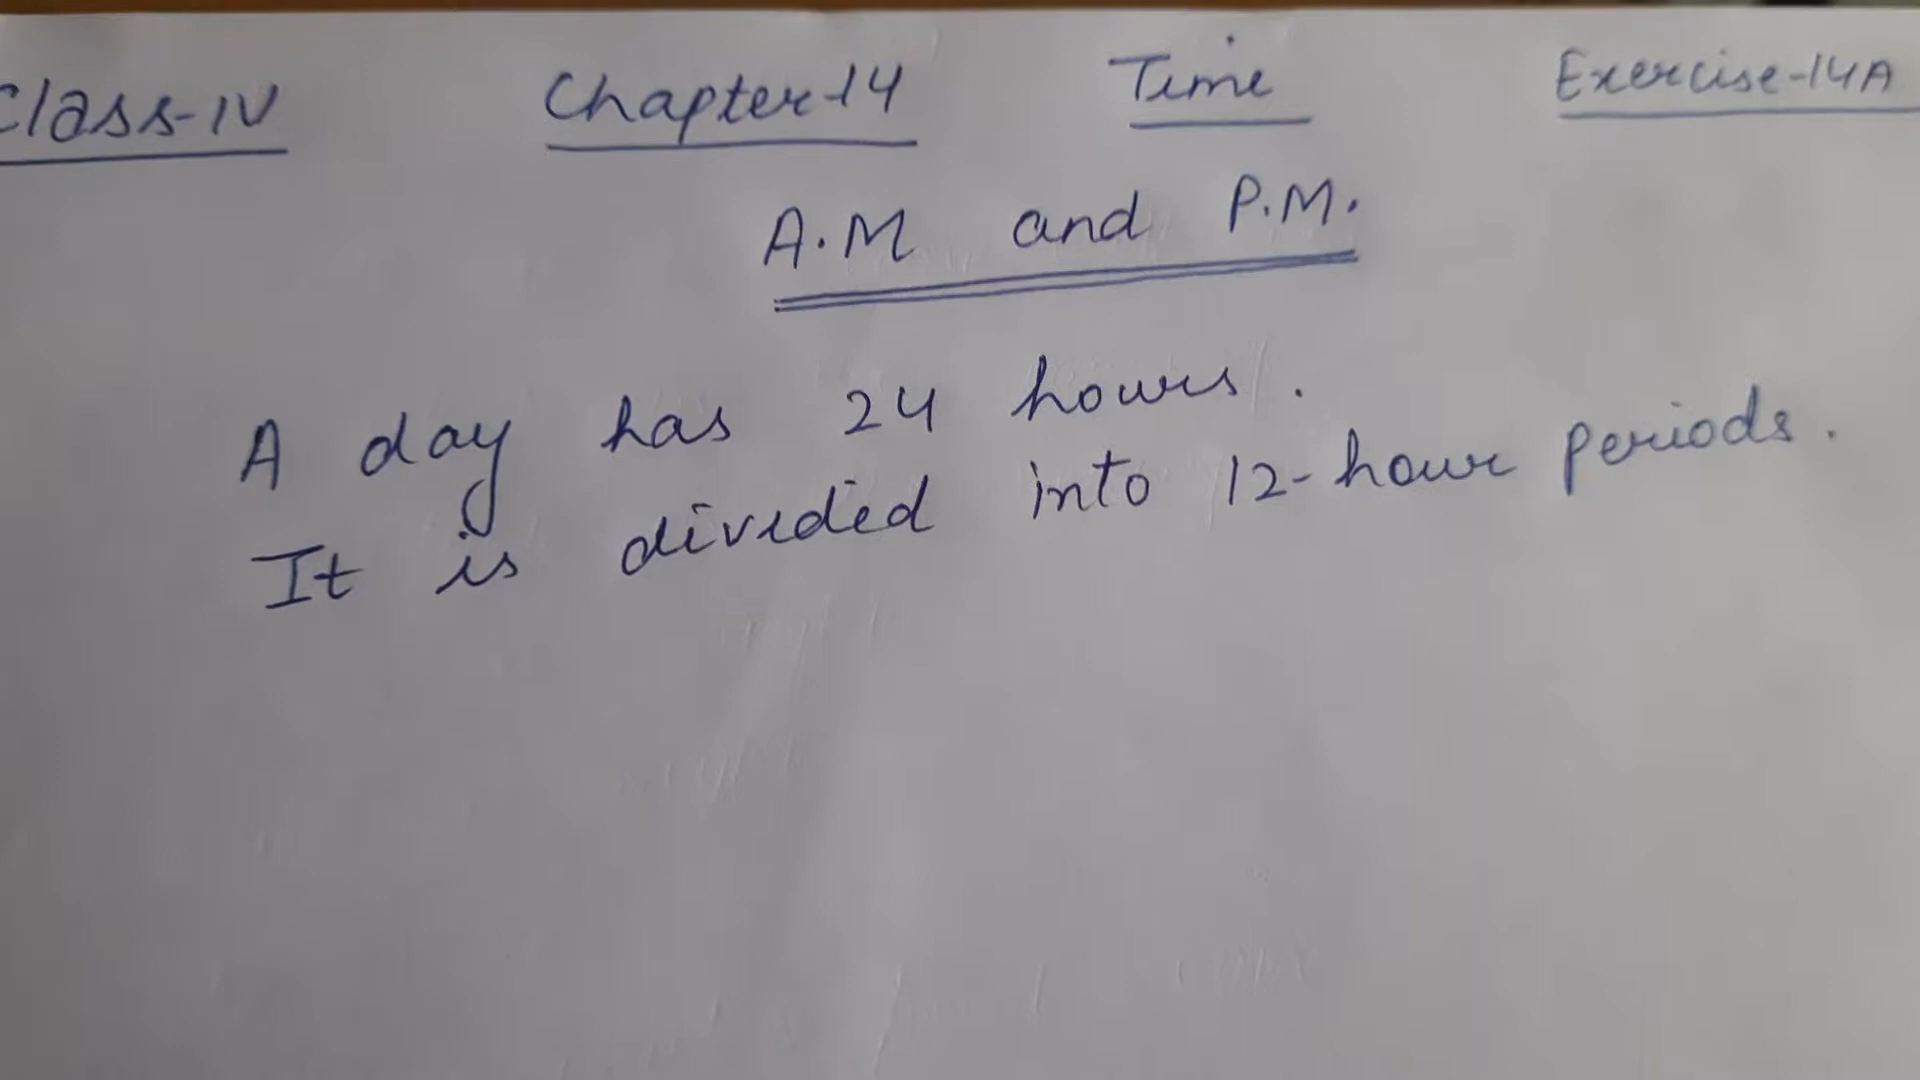 Class-IV Chapter-14 Time Exercise-14A
A.M and P.M.
A day has 24 hours.
It is divided into 12-hour periods.